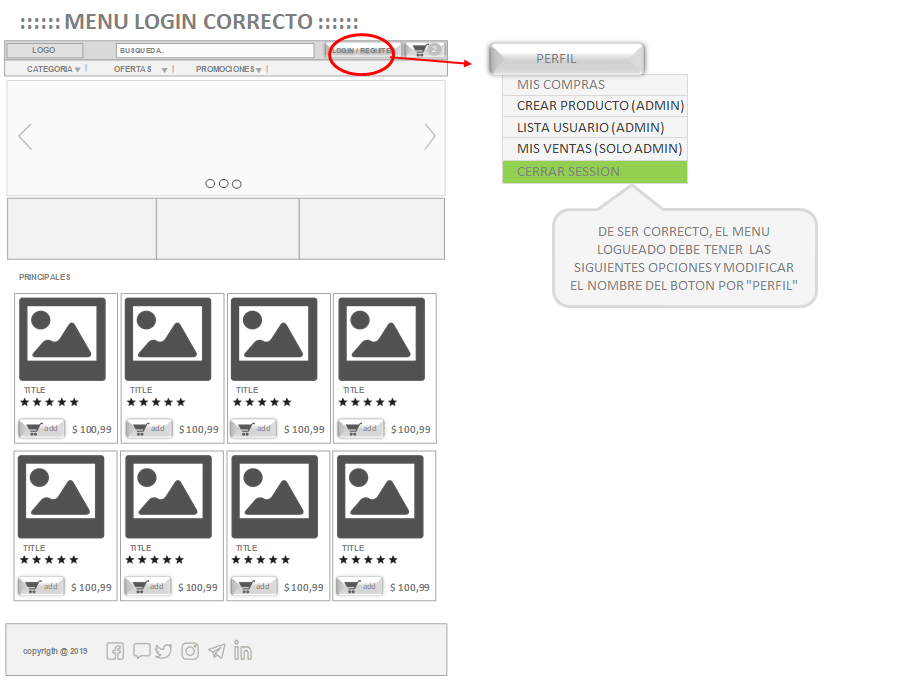 :::::: MENU LOGIN CORRECTO ::::::
LOGO
BUSQUEDA..
LOGIN / REGISTER
2
CATEGORIA
OFERTAS
PROMOCIONES
PERFIL
MIS COMPRAS
CREAR PRODUCTO (ADMIN)
LISTA USUARIO (ADMIN)
MIS VENTAS (SOLO ADMIN)
CERRAR SESSION
DE SER CORRECTO, EL MENU
LOGUEADO DEBE TENER LAS
SIGUIENTES OPCIONES Y MODIFICAR
EL NOMBRE DEL BOTON POR "PERFIL"
PRINCIPALES
TITLE TITLE TITLE TITLE
add $ 100,99 add $ 100,99 add $ 100,99 add $ 100,99
TITLE TITLE TITLE TITLE
add $ 100,99 add $ 100,99 add $ 100,99 add $ 100,99
copyrigth @ 2019